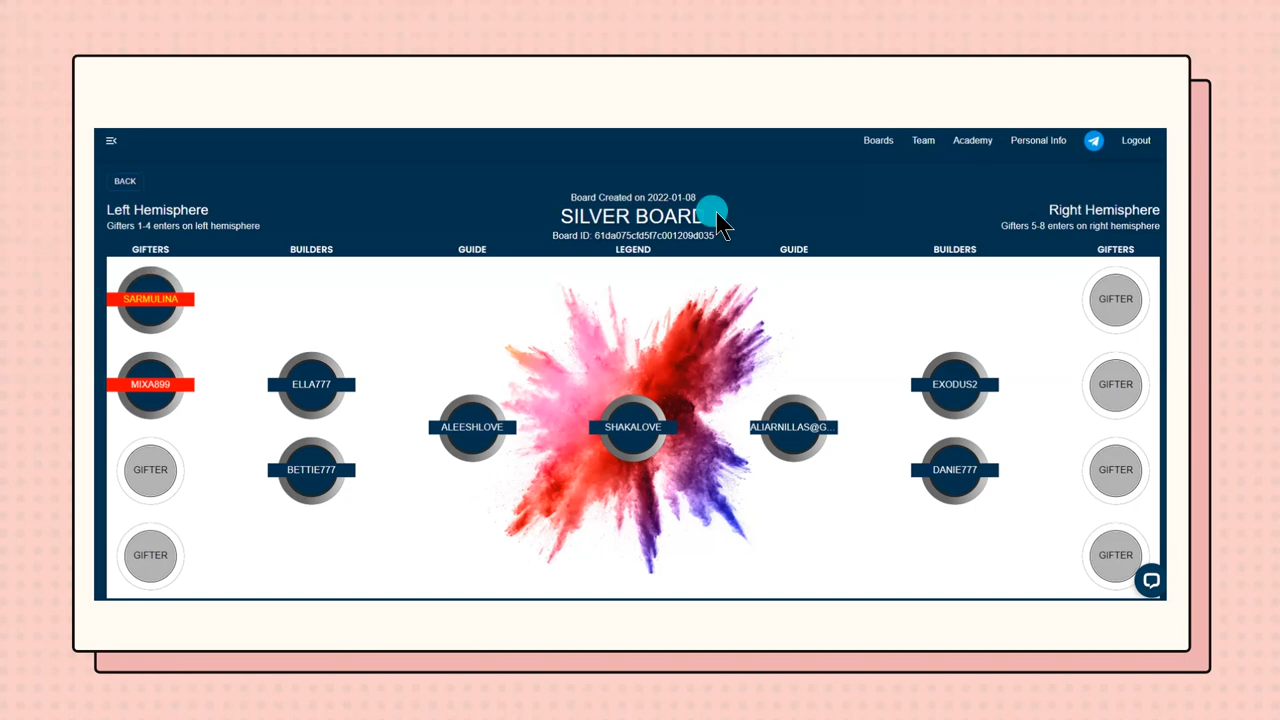 Boards Team Academy Personal Info Logout
BACK
Board Created on 2022-01-08
Left Hemisphere
SILVER BOARD
Right Hemisphere
Gifters 1-4 enters on left hemisphere
Gifters 5-8 enters on right hemisphere
Board ID: 61da075cfd5f7c001209d035
GIFTERS BUILDERS GUIDE LEGEND GUIDE BUILDERS GIFTERS
SARMULINA
GIFTER
MIXA899
ELLA777
EXODUS2
GIFTER
ALEESHLOVE
SHAKALOVE
ALIARNILLAS@G...
GIFTER
BETTIE777
DANIE777
GIFTER
GIFTER
GIFTER